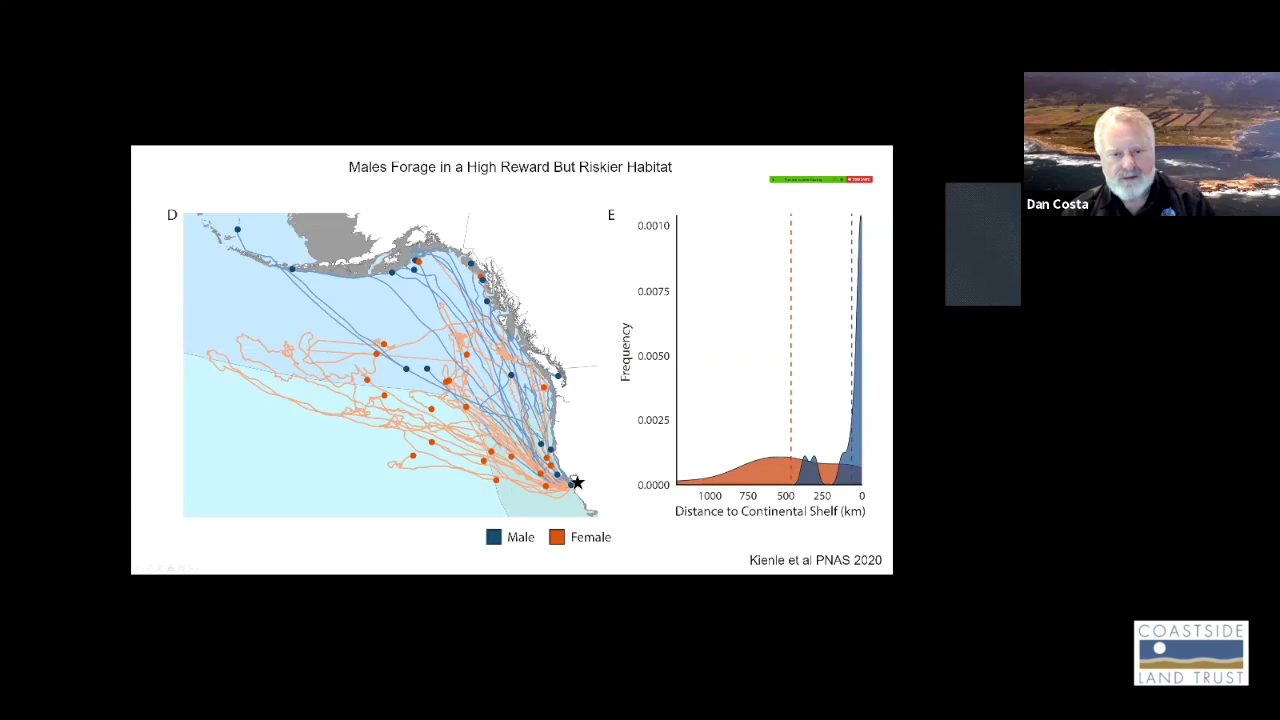 Males Forage in a High Reward But Riskier Habitat
D
E
0.0010
0.0075
0.0050
0.0025
0.0000
Frequency
1000 750 500 250 0
Distance to Continental Shelf (km)
Male Female
Kienle et al PNAS 2020
Dan Costa
COASTSIDE
LAND TRUST